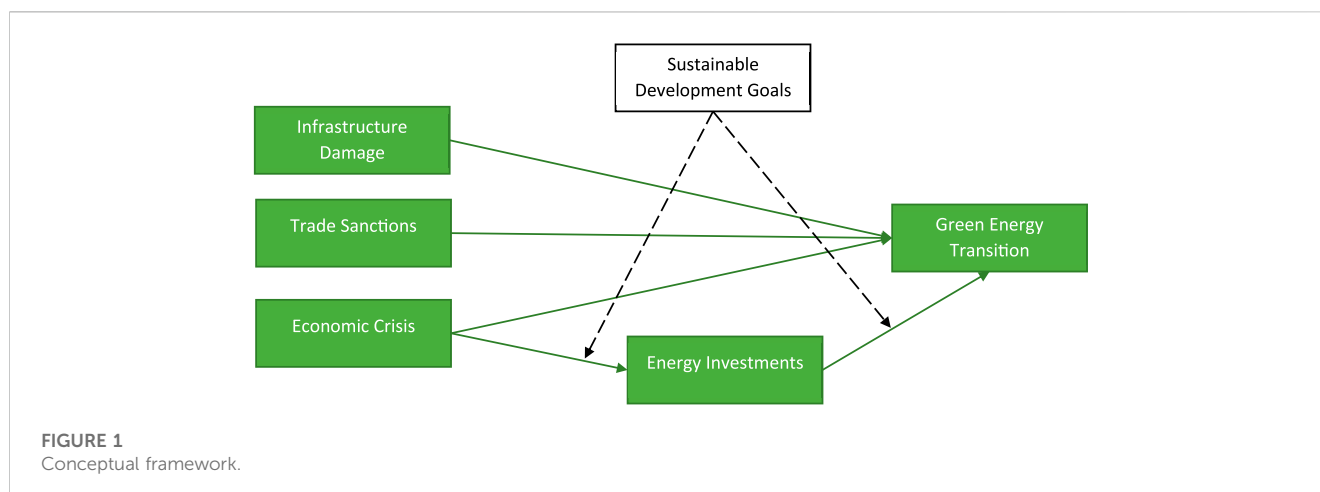 Sustainable
Development Goals
Infrastructure
Damage
Trade Sanctions
Green Energy
Transition
Economic Crisis
Energy Investments
FIGURE 1
Conceptual framework.